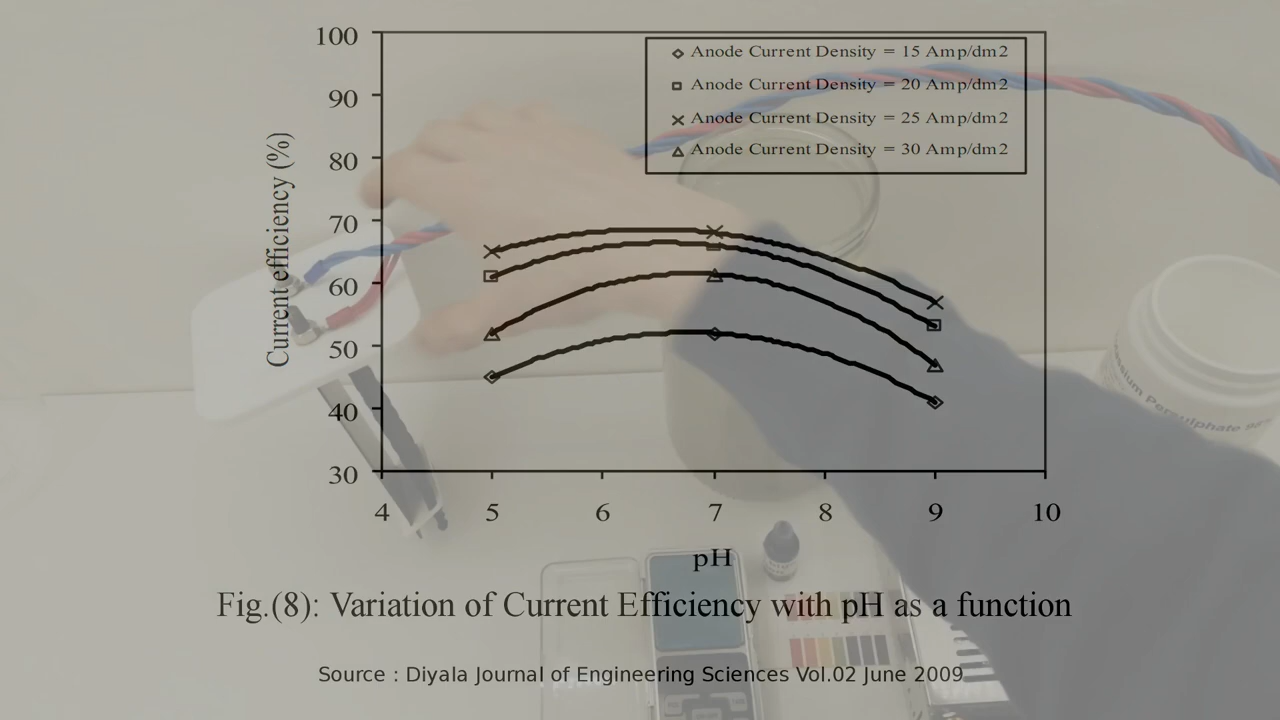 100
90
80
70
60
50
40
30
Current efficiency (%)
Anode Current Density = 15 Amp/dm2
Anode Current Density = 20 Amp/dm2
Anode Current Density = 25 Amp/dm2
Anode Current Density = 30 Amp/dm2
4 5 6 7 8 9 10
pH
Fig.(8): Variation of Current Efficiency with pH as a function
Source : Diyala Journal of Engineering Sciences Vol.02 June 2009
Persulphate